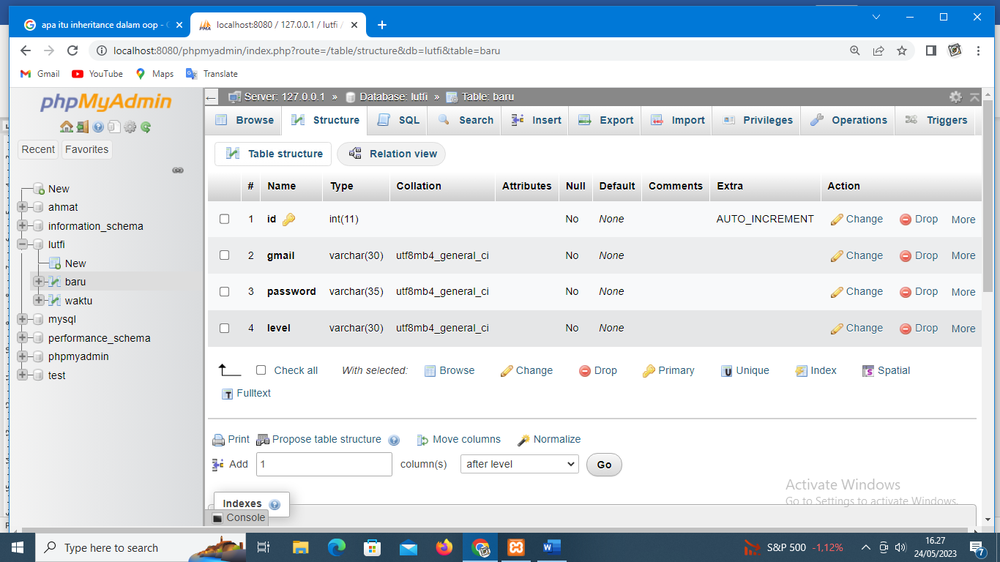 apa itu inheritance dalam oop -
localhost:8080 / 127.0.0.1 / lutfi /
localhost:8080/phpmyadmin/index.php?route=/table/structure&db=lutfi&table=baru
Gmail YouTube Maps Translate
phpMyAdmin
Recent Favorites
New
ahmat
information_schema
lutfi
New
baru
waktu
mysql
performance_schema
phpmyadmin
test
Server: 127.0.0.1 » Database: lutfi » Table: baru
Browse Structure SQL Search Insert Export Import Privileges Operations Triggers
Table structure Relation view
# Name Type Collation Attributes Null Default Comments Extra Action
1 id int(11) No None AUTO_INCREMENT Change Drop More
2 gmail varchar(30) utf8mb4_general_ci No None Change Drop More
3 password varchar(35) utf8mb4_general_ci No None Change Drop More
4 level varchar(30) utf8mb4_general_ci No None Change Drop More
Check all With selected: Browse Change Drop Primary Unique Index Spatial
Fulltext
Print Propose table structure Move columns Normalize
Add 1 column(s) after level Go
Indexes
Console
Activate Windows
Go to Settings to activate Windows.
Type here to search
S&P 500 -1,12%
16.27
24/05/2023
7